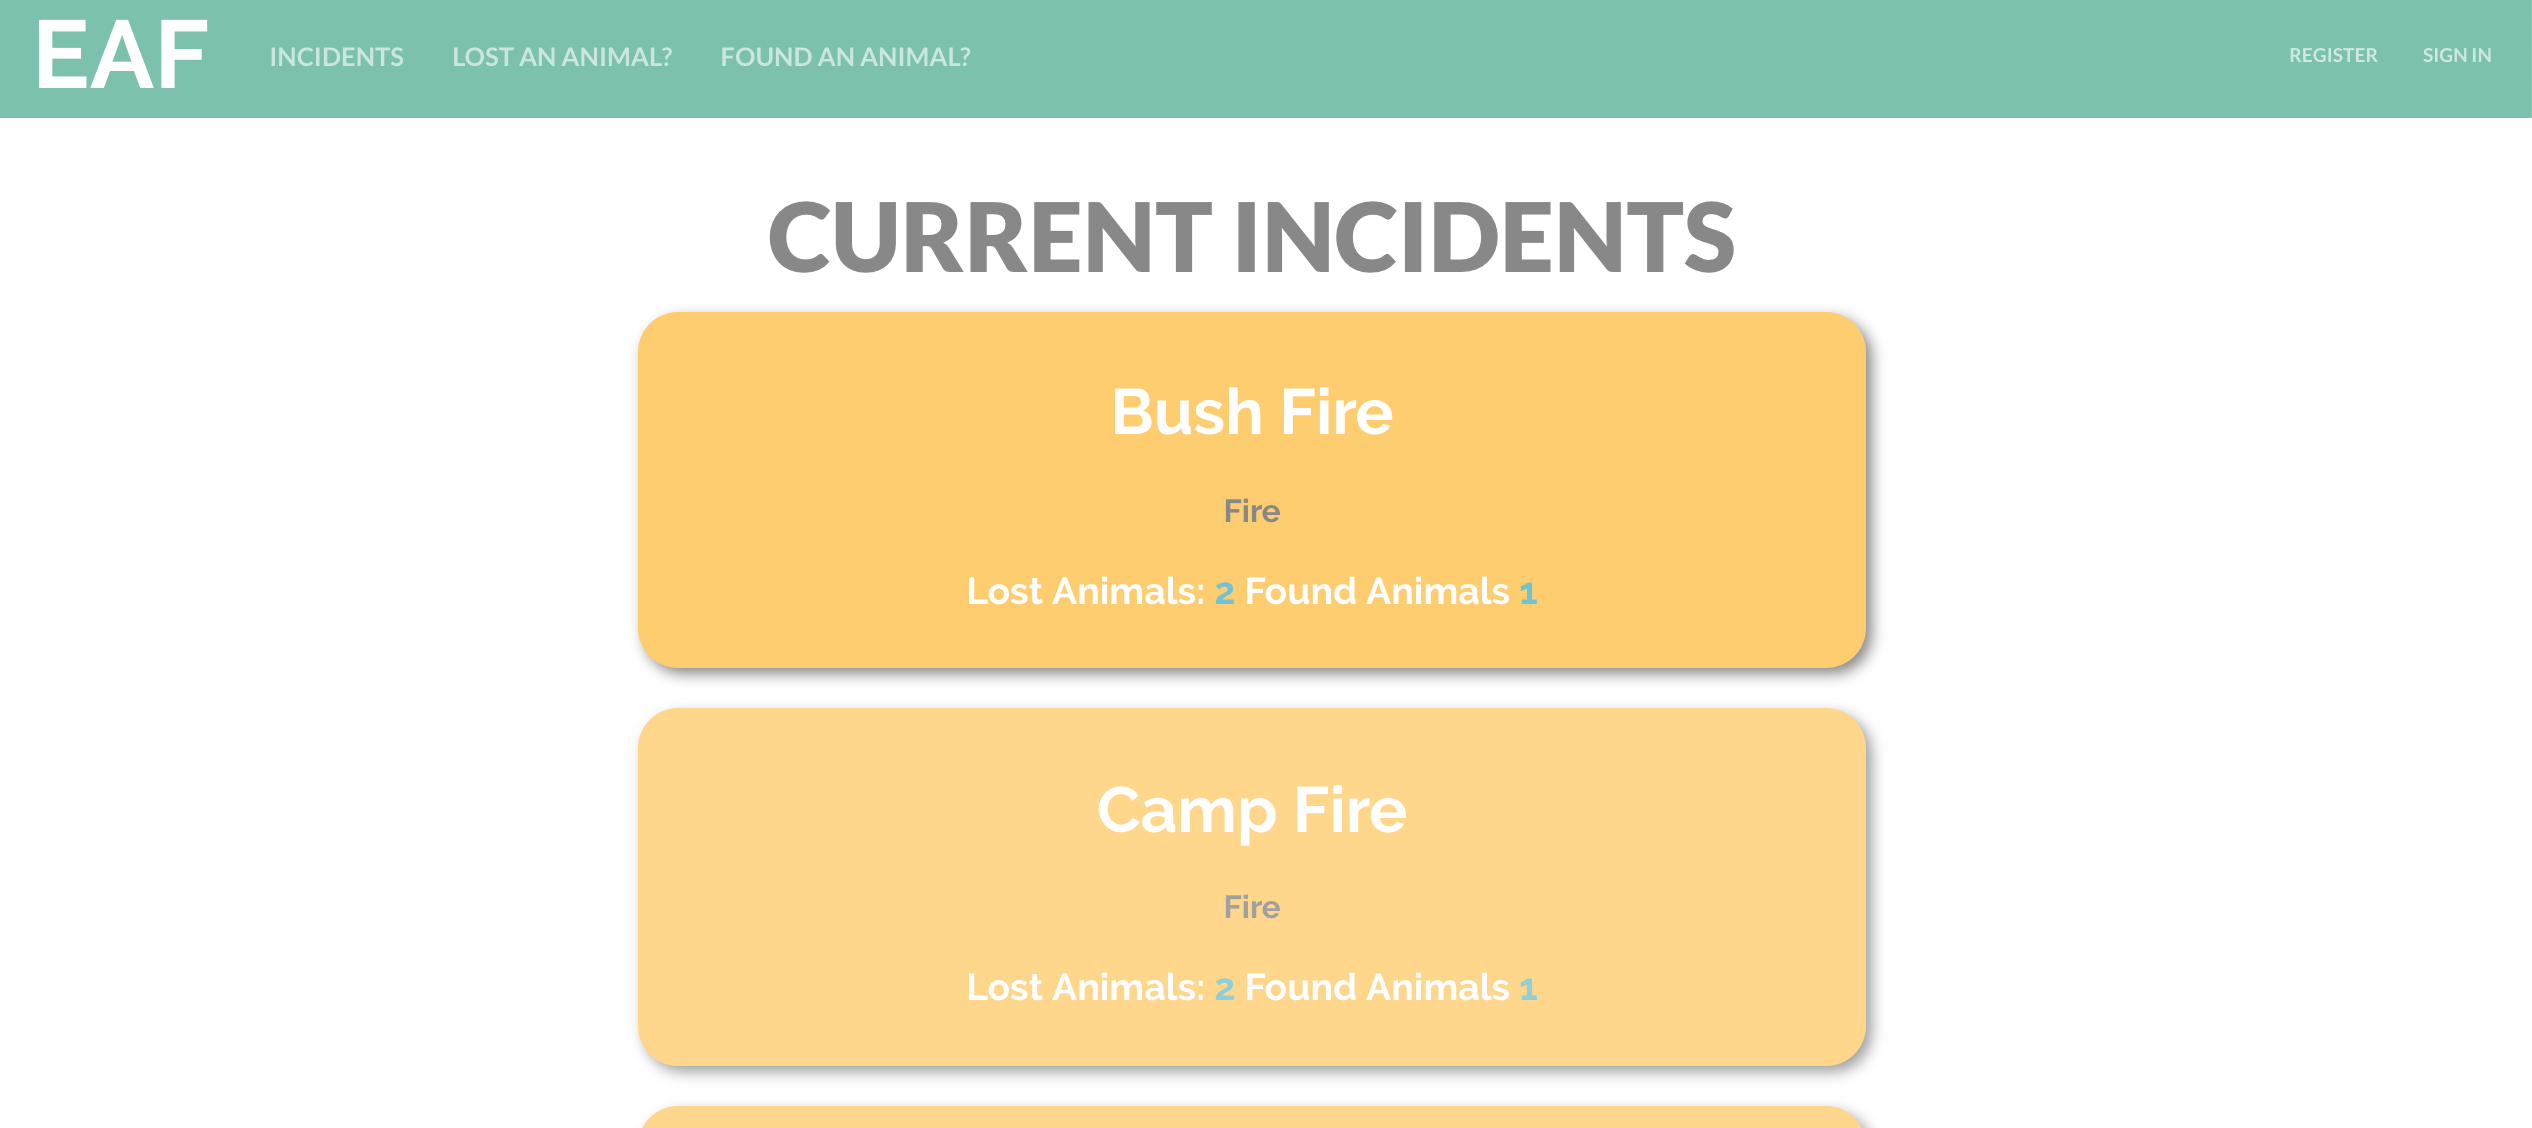 EAF INCIDENTS LOST AN ANIMAL? FOUND AN ANIMAL? REGISTER SIGN IN
CURRENT INCIDENTS
Bush Fire
Fire
Lost Animals: 2 Found Animals 1
Camp Fire
Fire
Lost Animals: 2 Found Animals 1